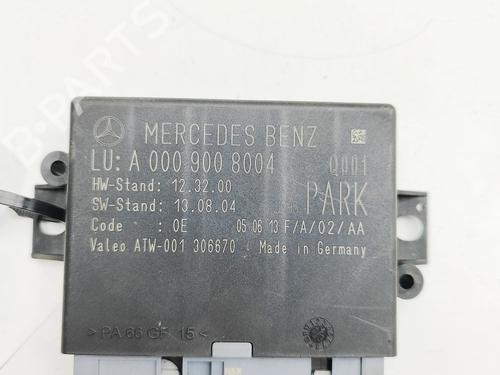 B-PARTS
MERCEDES BENZ
LU: A 000 900 8004 Q001
HW-Stand: 12.32.00 PARK
SW-Stand: 13.08.04
Code : 0E 05 06 13 F/A/02/AA
Valeo ATW-001 306670 - Made in Germany
>PA 66 GF 15<